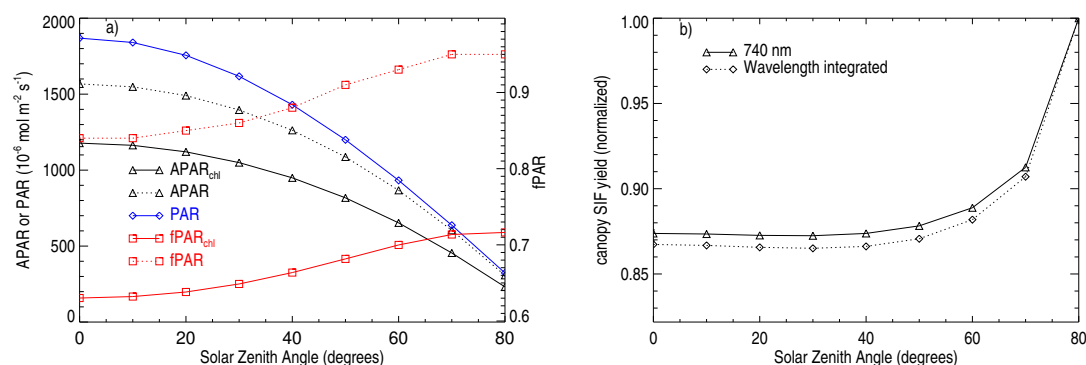 a)
2000
1500
1000
500
0
APAR or PAR (10⁻⁶ mol m⁻² s⁻¹)
APARchl
APAR
PAR
fPARchl
fPAR
0.9
0.8
0.7
0.6
fPAR
0 20 40 60 80
Solar Zenith Angle (degrees)
b)
1.00
0.95
0.90
0.85
canopy SIF yield (normalized)
740 nm
Wavelength integrated
0 20 40 60 80
Solar Zenith Angle (degrees)